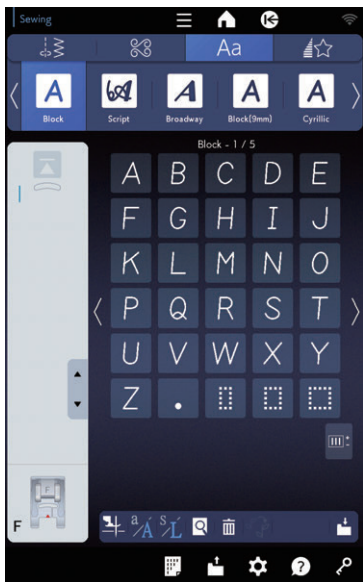 Sewing
Aa
A A A A A
Block Script Broadway Block(9mm) Cyrillic
Block - 1 / 5
A B C D E
F G H I J
K L M N O
P Q R S T
U V W X Y
Z .
F
F
a/A S/L
?